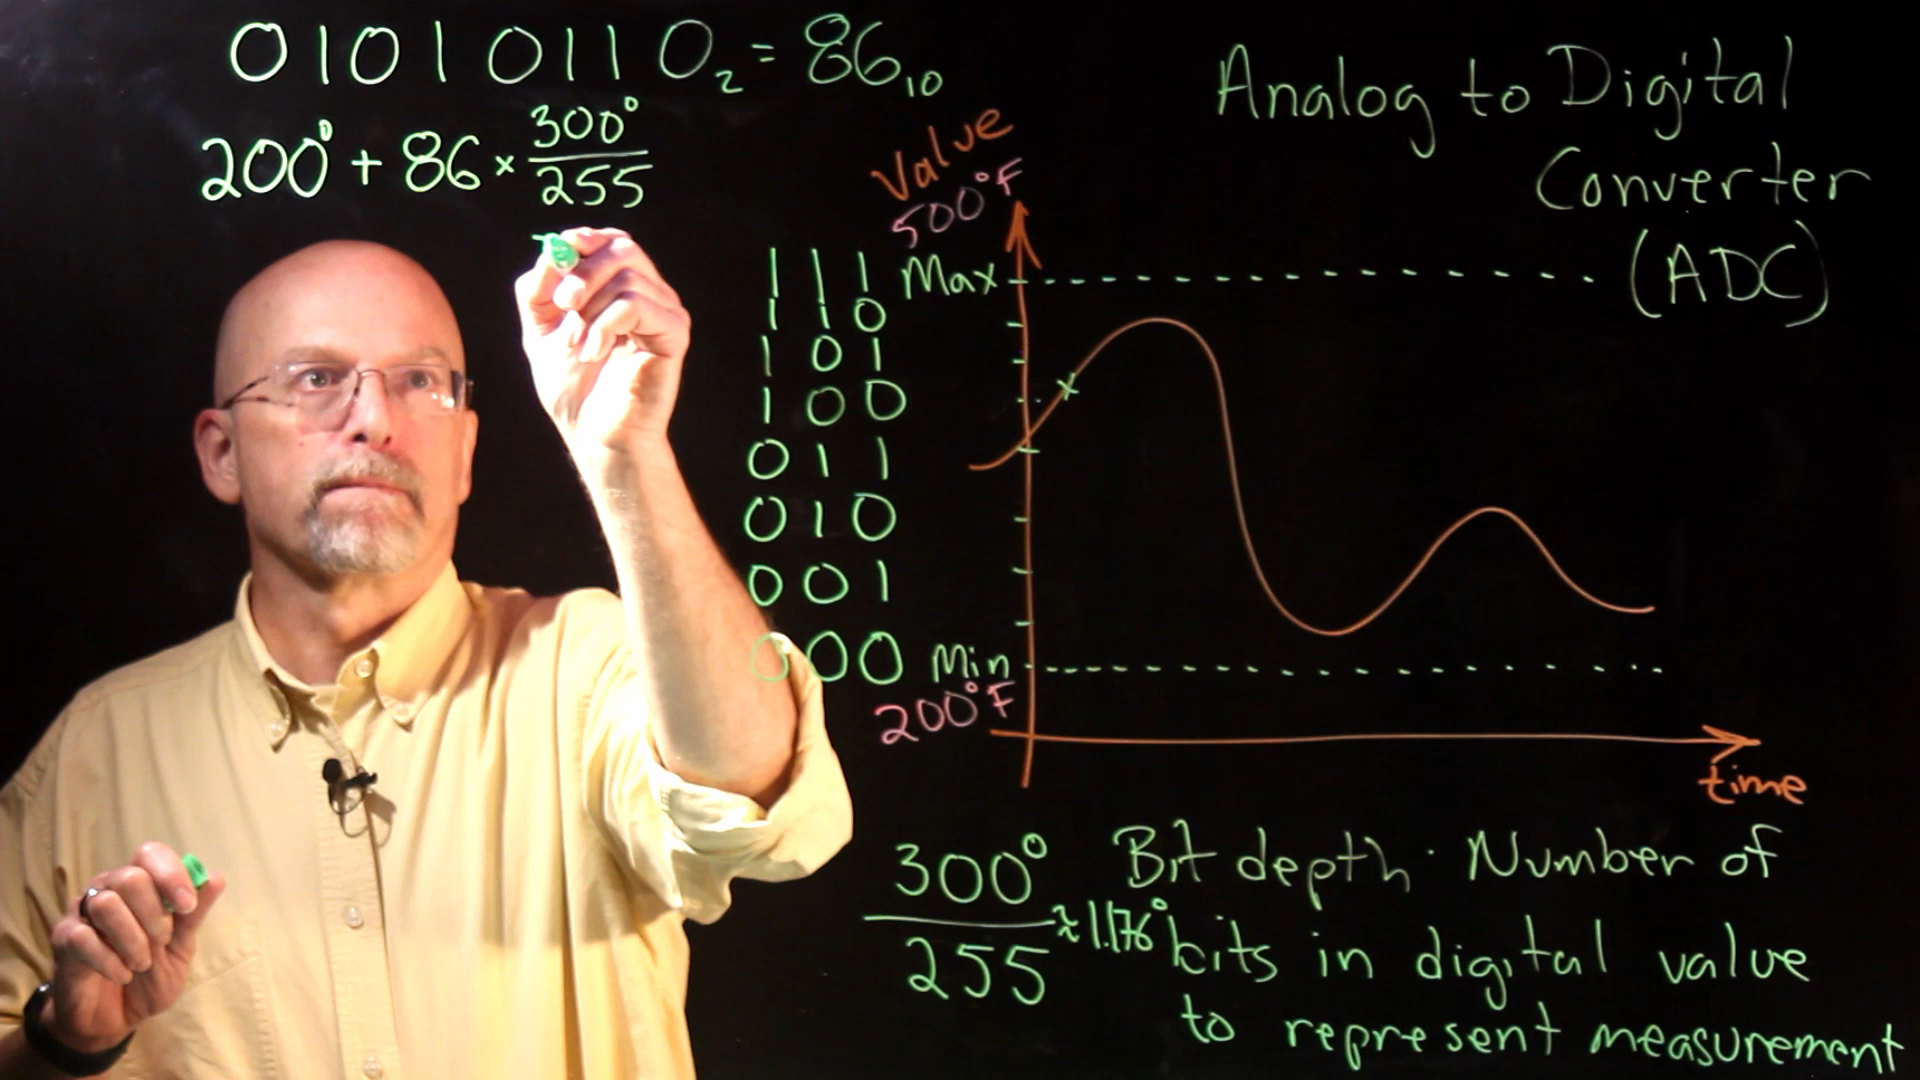 01010110₂ = 86₁₀
200° + 86 × 300°/255
Analog to Digital
Converter
(ADC)
Value
500°F
111 Max
110
101
100
011
010
001
000 Min
200°F
time
300°/255 ≈ 1.176°
Bit depth · Number of
bits in digital value
to represent measurement